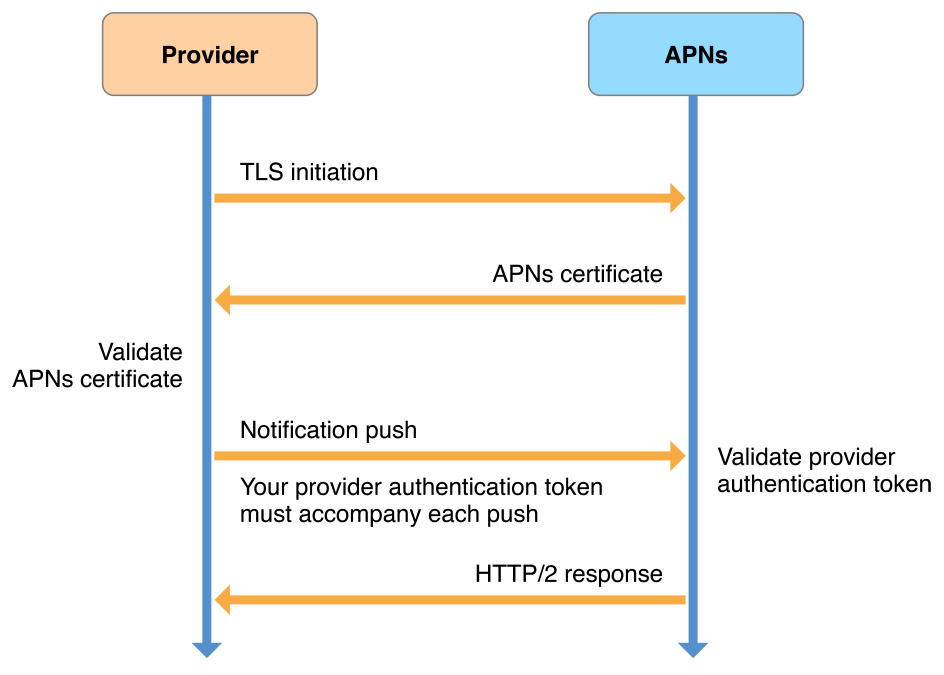 Provider
APNs
TLS initiation
APNs certificate
Validate
APNs certificate
Notification push
Validate provider
authentication token
Your provider authentication token
must accompany each push
HTTP/2 response